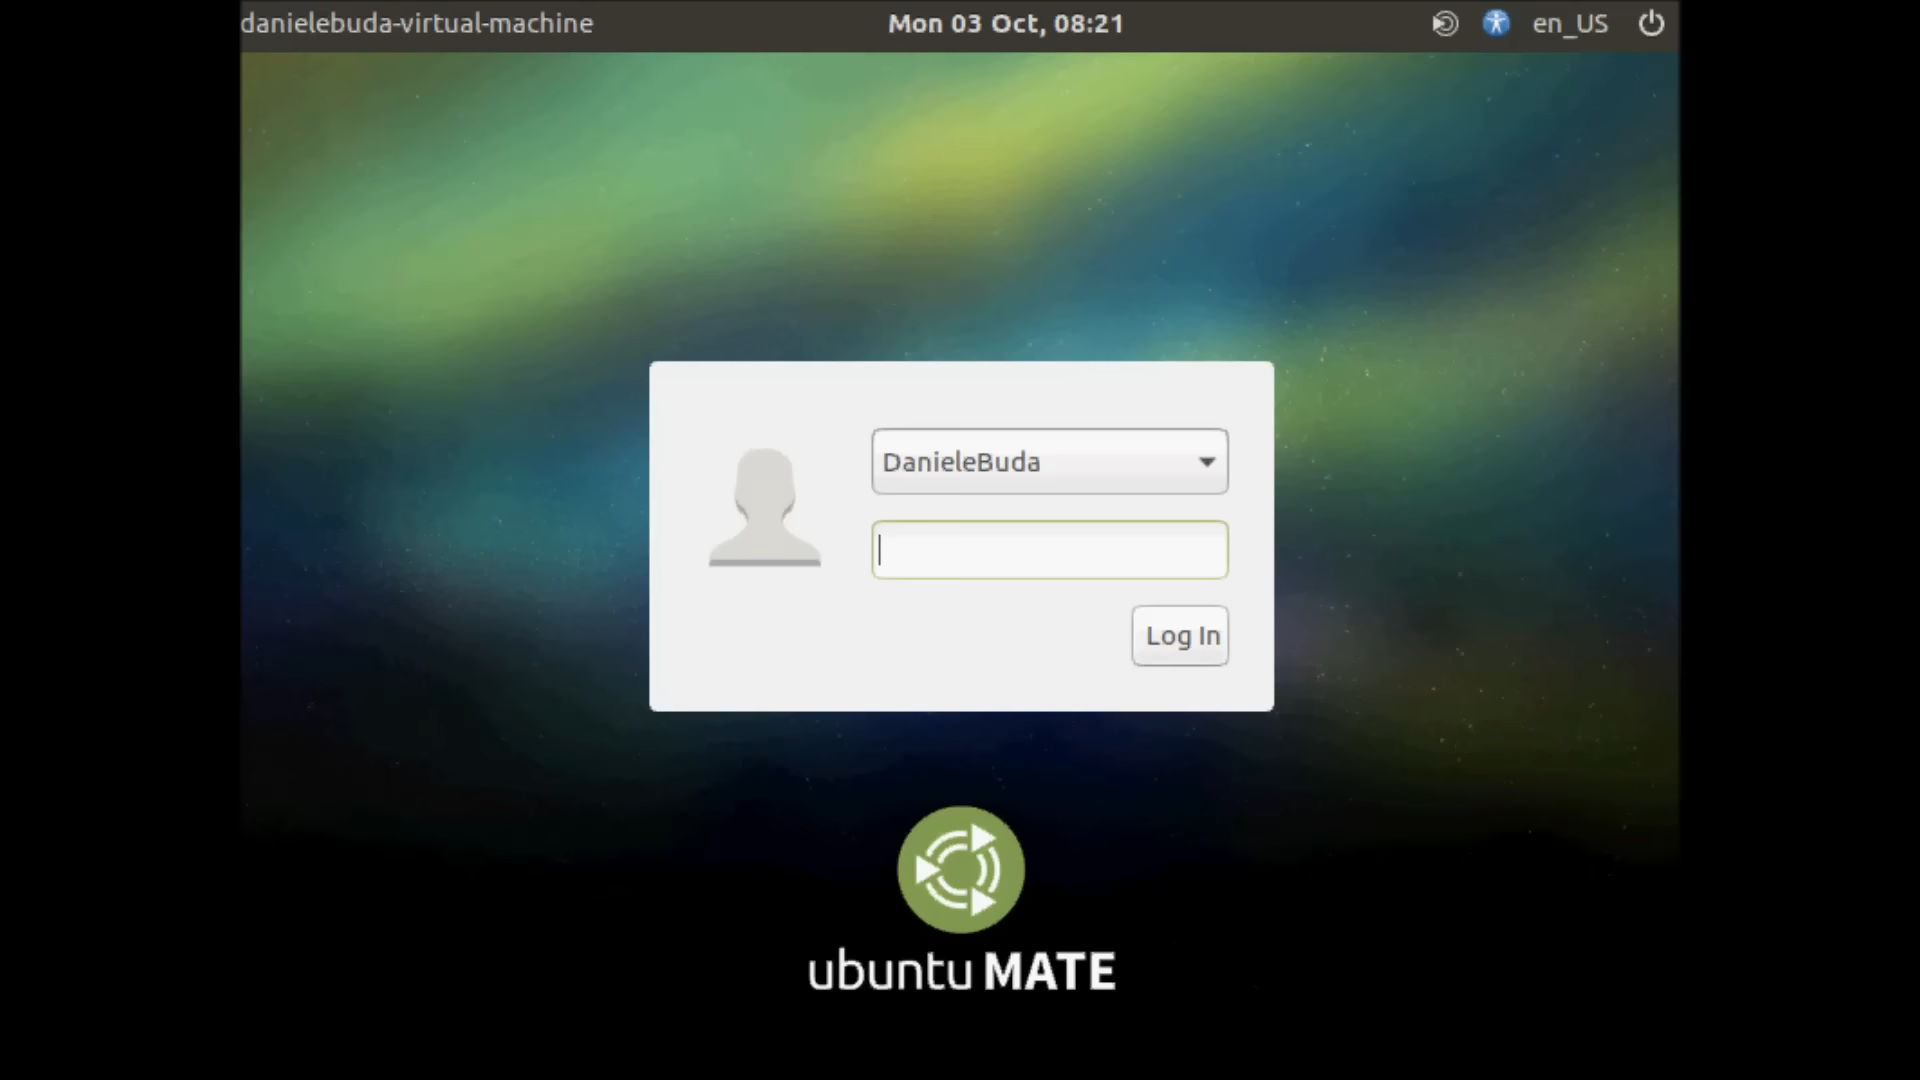 danielebuda-virtual-machine Mon 03 Oct, 08:21 en_US
DanieleBuda
Log In
ubuntu MATE